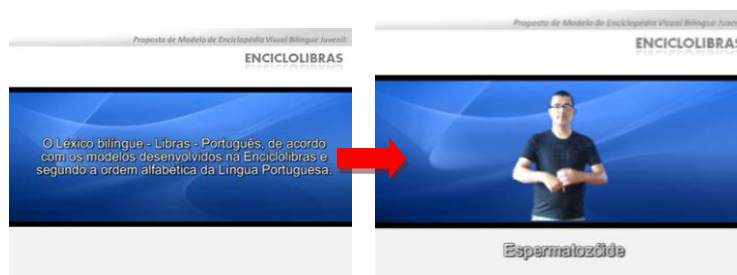 Proposta de Modelo de Enciclopédia Visual Bilíngue Juvenil:
ENCICLOLIBRAS
O Léxico bilíngue - Libras - Português, de acordo
com os modelos desenvolvidos na Enciclolibras e
segundo a ordem alfabética da Língua Portuguesa.
Proposta de Modelo de Enciclopédia Visual Bilíngue Juven
ENCICLOLIBRAS
Espermatozóide